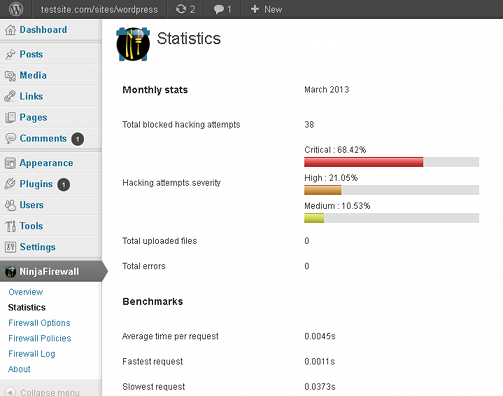 testsite.com/sites/wordpress 2 1 + New
Dashboard
Posts
Media
Links
Pages
Comments 1
Appearance
Plugins 1
Users
Tools
Settings
NinjaFirewall
Overview
Statistics
Firewall Options
Firewall Policies
Firewall Log
About
Collapse menu
Statistics
Monthly stats March 2013
Total blocked hacking attempts 38
Hacking attempts severity
Critical : 68.42%
High : 21.05%
Medium : 10.53%
Total uploaded files 0
Total errors 0
Benchmarks
Average time per request 0.0045s
Fastest request 0.0011s
Slowest request 0.0373s